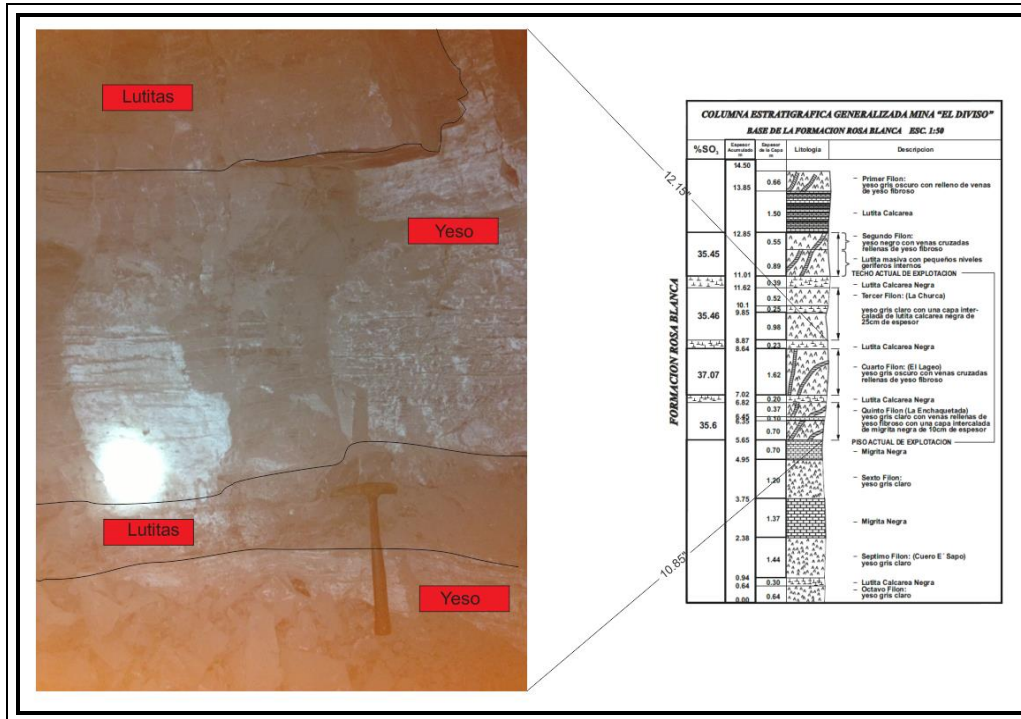 Lutitas
Yeso
Lutitas
Yeso
12.15"
10.85"
COLUMNA ESTRATIGRAFICA GENERALIZADA MINA "EL DIVISO"
BASE DE LA FORMACION ROSA BLANCA ESC. 1:50
%SO3
Espesor Acumulado m
Espesor de la Capa m
Litologia
Descripcion
FORMACION ROSA BLANCA
14.50
0.66
– Primer Filon:
yeso gris oscuro con relleno de venas
de yeso fibroso
13.85
1.50
– Lutita Calcarea
12.85
35.45
0.55
– Segundo Filon:
yeso negro con venas cruzadas
rellenas de yeso fibroso
0.89
– Lutita masiva con pequeños niveles
geriferos internos
11.01
TECHO ACTUAL DE EXPLOTACION
0.39
– Lutita Calcarea Negra
11.62
35.46
0.52
– Tercer Filon: (La Churca)
10.1
0.25
yeso gris claro con una capa inter-
calada de lutita calcarea negra de
25cm de espesor
9.85
0.98
8.87
0.23
– Lutita Calcarea Negra
8.64
37.07
1.62
– Cuarto Filon: (El Lageo)
yeso gris oscuro con venas cruzadas
rellenas de yeso fibroso
7.02
0.20
– Lutita Calcarea Negra
6.82
35.6
0.37
– Quinto Filon (La Enchaquetada)
yeso gris claro con venas rellenas de
yeso fibroso con una capa intercalada
de migrita negra de 10cm de espesor
6.45
0.10
6.35
0.70
5.65
PISO ACTUAL DE EXPLOTACION
0.70
– Migrita Negra
4.95
1.20
– Sexto Filon:
yeso gris claro
3.75
1.37
– Migrita Negra
2.38
1.44
– Septimo Filon: (Cuero E´ Sapo)
yeso gris claro
0.94
0.30
– Lutita Calcarea Negra
0.64
0.64
– Octavo Filon:
yeso gris claro
0.00